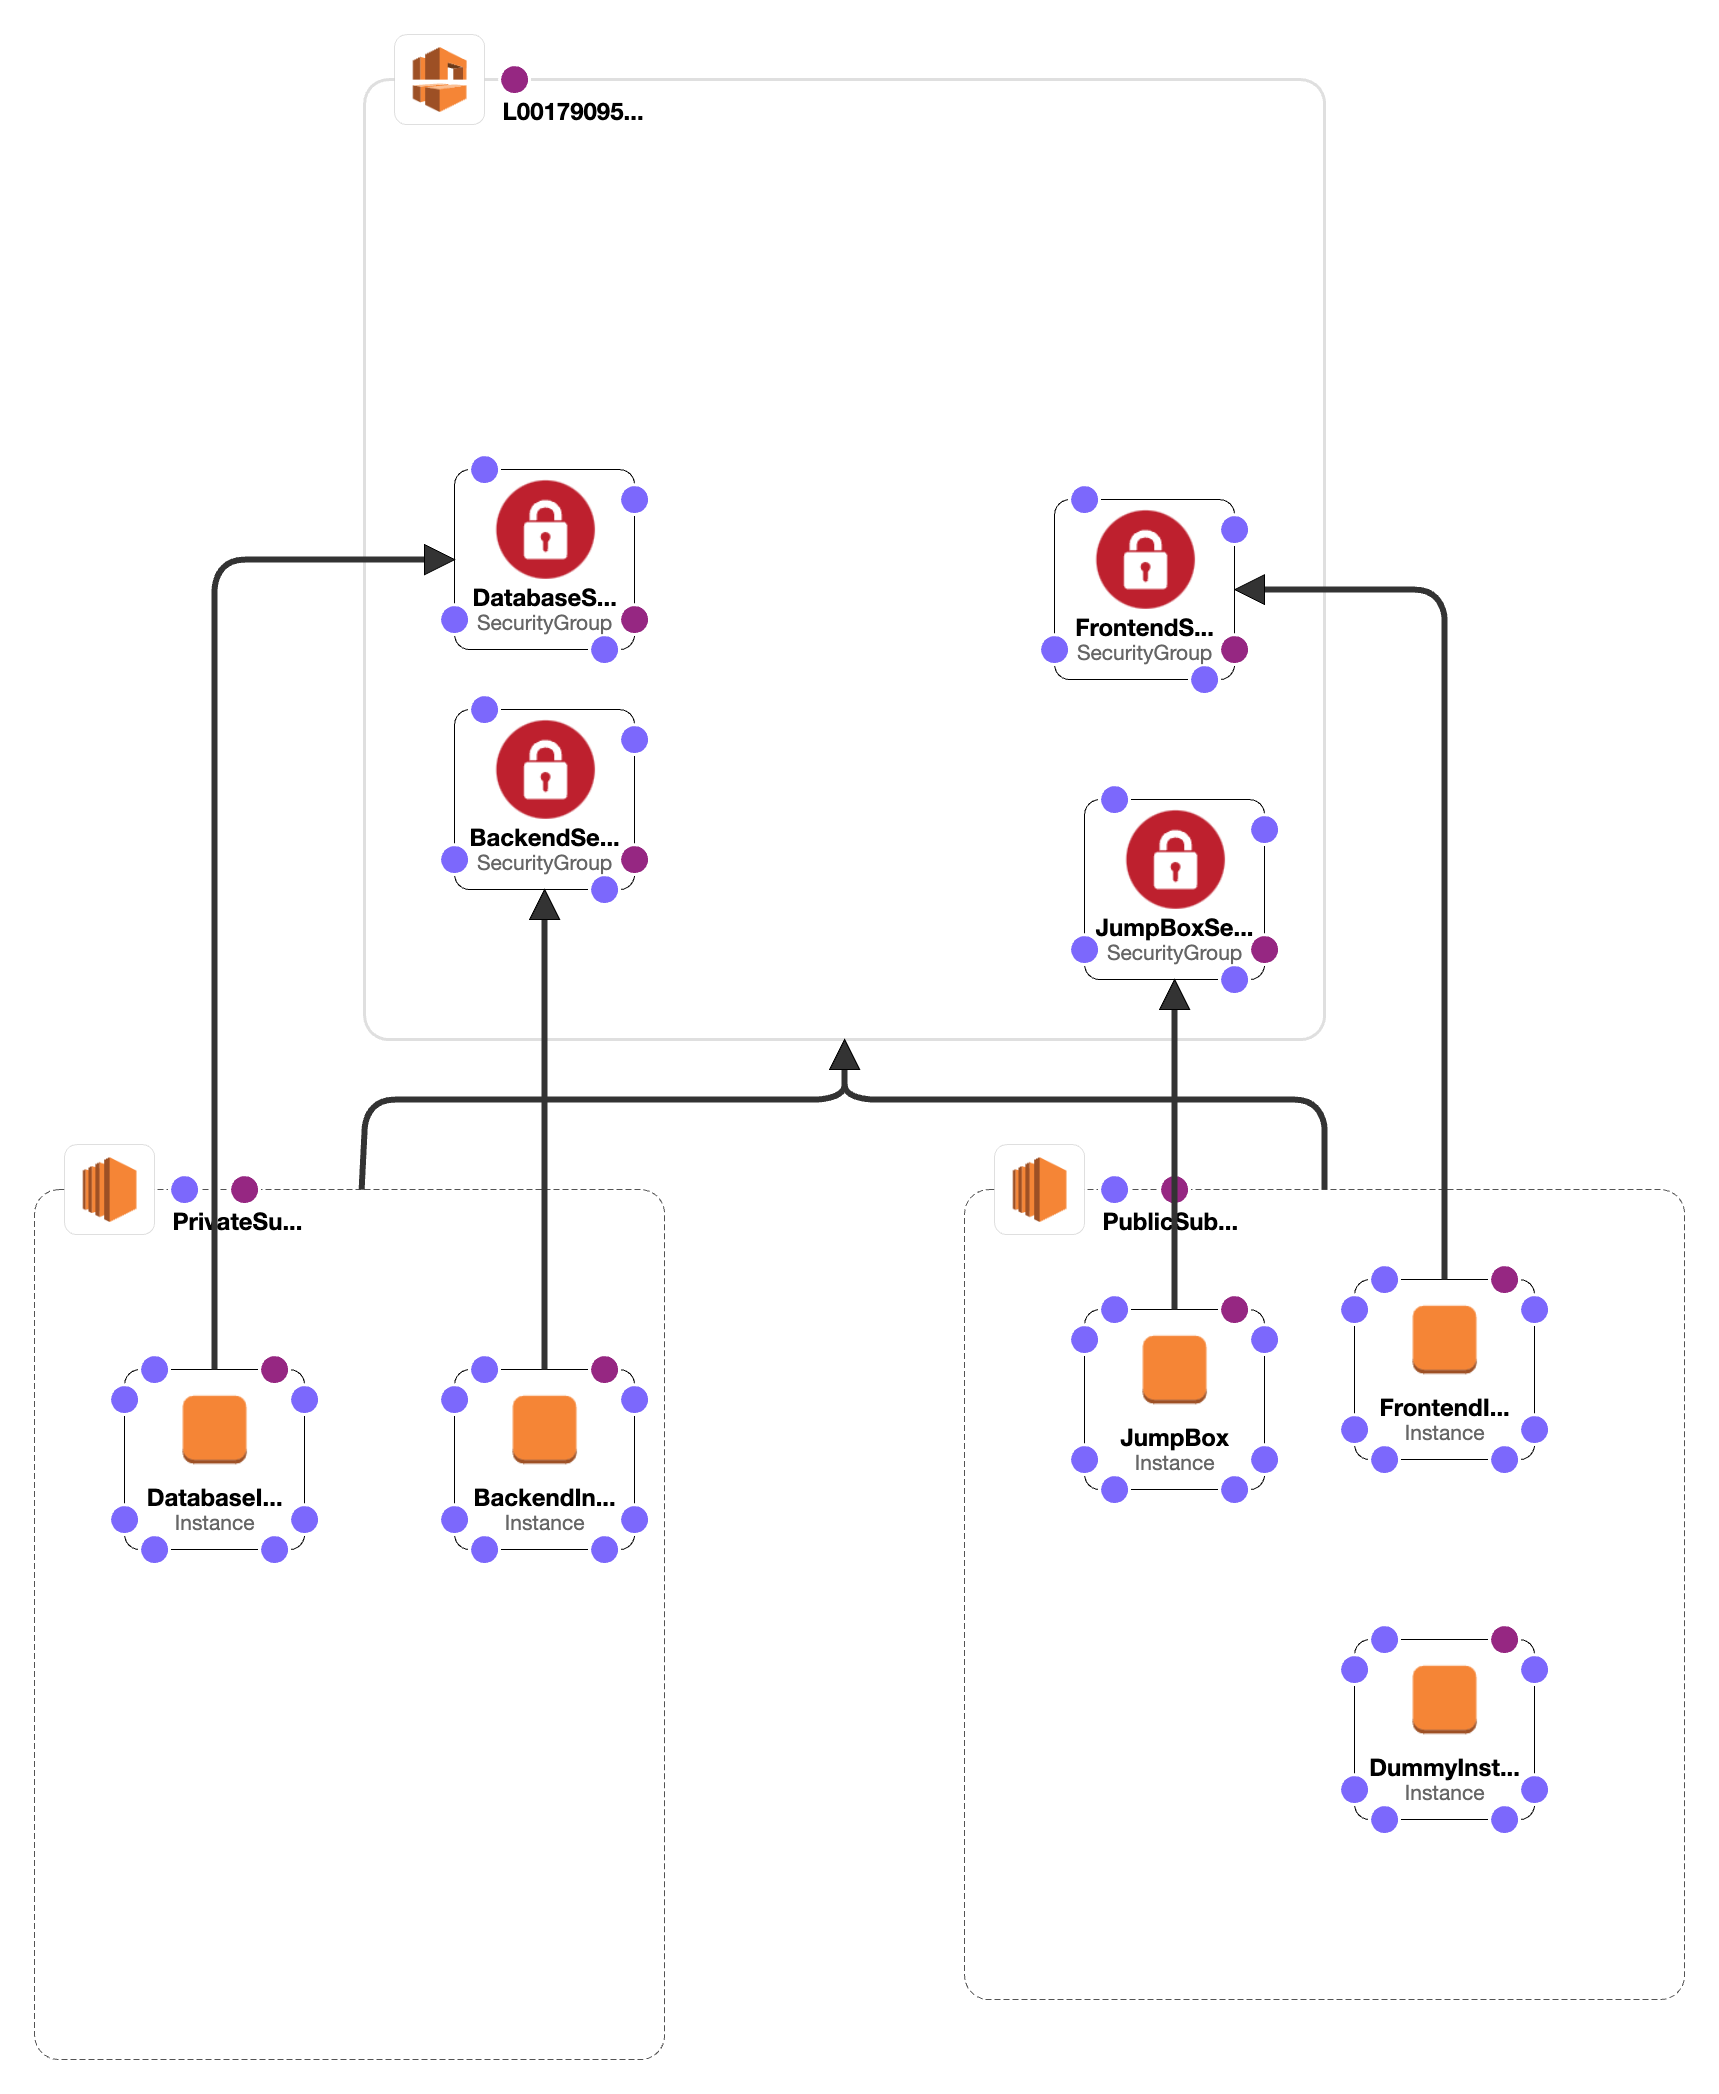 L00179095...
DatabaseS...
SecurityGroup
FrontendS...
SecurityGroup
BackendSe...
SecurityGroup
JumpBoxSe...
SecurityGroup
PrivateSu...
PublicSub...
DatabaseI...
Instance
BackendIn...
Instance
JumpBox
Instance
FrontendI...
Instance
DummyInst...
Instance